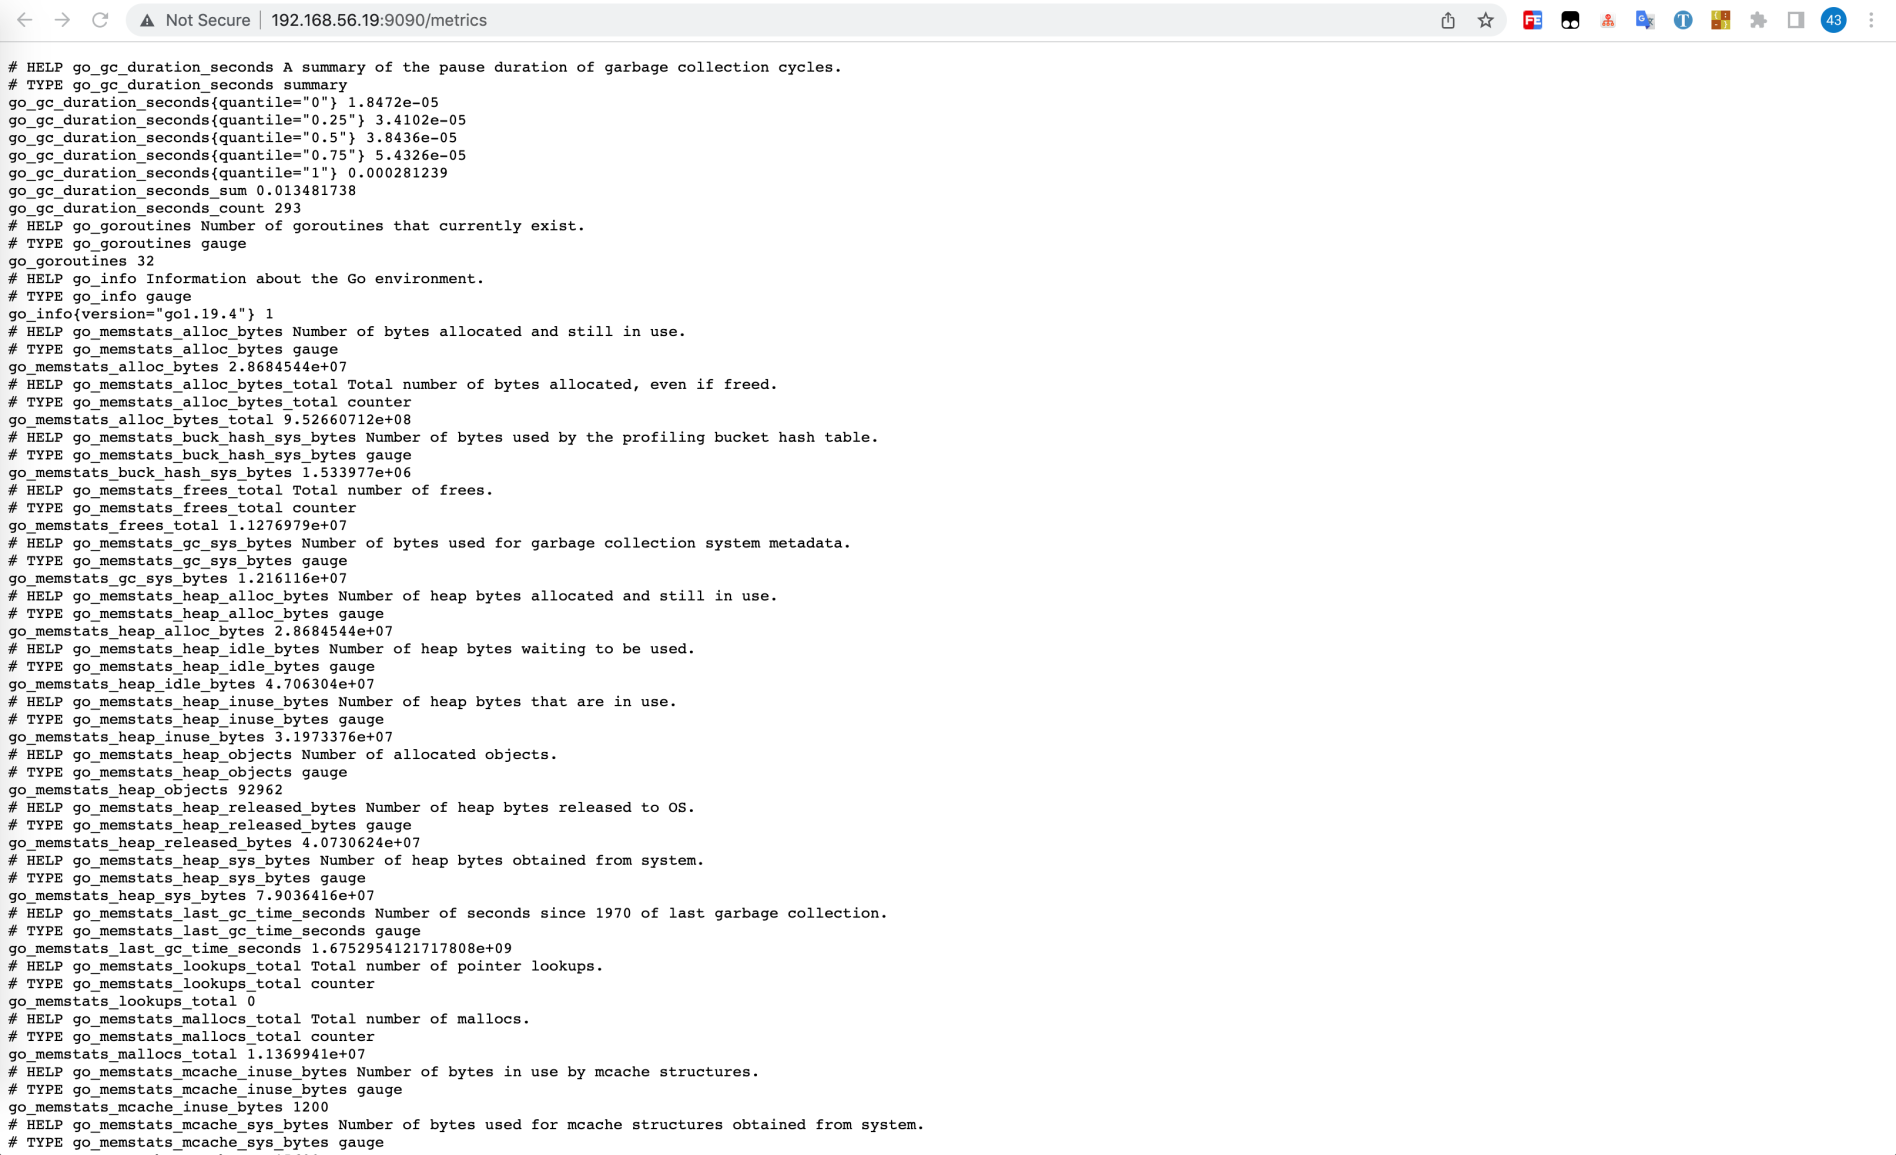 Not Secure 192.168.56.19:9090/metrics
FE
G
T
43
# HELP go_gc_duration_seconds A summary of the pause duration of garbage collection cycles.
# TYPE go_gc_duration_seconds summary
go_gc_duration_seconds{quantile="0"} 1.8472e-05
go_gc_duration_seconds{quantile="0.25"} 3.4102e-05
go_gc_duration_seconds{quantile="0.5"} 3.8436e-05
go_gc_duration_seconds{quantile="0.75"} 5.4326e-05
go_gc_duration_seconds{quantile="1"} 0.000281239
go_gc_duration_seconds_sum 0.013481738
go_gc_duration_seconds_count 293
# HELP go_goroutines Number of goroutines that currently exist.
# TYPE go_goroutines gauge
go_goroutines 32
# HELP go_info Information about the Go environment.
# TYPE go_info gauge
go_info{version="go1.19.4"} 1
# HELP go_memstats_alloc_bytes Number of bytes allocated and still in use.
# TYPE go_memstats_alloc_bytes gauge
go_memstats_alloc_bytes 2.8684544e+07
# HELP go_memstats_alloc_bytes_total Total number of bytes allocated, even if freed.
# TYPE go_memstats_alloc_bytes_total counter
go_memstats_alloc_bytes_total 9.52660712e+08
# HELP go_memstats_buck_hash_sys_bytes Number of bytes used by the profiling bucket hash table.
# TYPE go_memstats_buck_hash_sys_bytes gauge
go_memstats_buck_hash_sys_bytes 1.533977e+06
# HELP go_memstats_frees_total Total number of frees.
# TYPE go_memstats_frees_total counter
go_memstats_frees_total 1.1276979e+07
# HELP go_memstats_gc_sys_bytes Number of bytes used for garbage collection system metadata.
# TYPE go_memstats_gc_sys_bytes gauge
go_memstats_gc_sys_bytes 1.216116e+07
# HELP go_memstats_heap_alloc_bytes Number of heap bytes allocated and still in use.
# TYPE go_memstats_heap_alloc_bytes gauge
go_memstats_heap_alloc_bytes 2.8684544e+07
# HELP go_memstats_heap_idle_bytes Number of heap bytes waiting to be used.
# TYPE go_memstats_heap_idle_bytes gauge
go_memstats_heap_idle_bytes 4.706304e+07
# HELP go_memstats_heap_inuse_bytes Number of heap bytes that are in use.
# TYPE go_memstats_heap_inuse_bytes gauge
go_memstats_heap_inuse_bytes 3.1973376e+07
# HELP go_memstats_heap_objects Number of allocated objects.
# TYPE go_memstats_heap_objects gauge
go_memstats_heap_objects 92962
# HELP go_memstats_heap_released_bytes Number of heap bytes released to OS.
# TYPE go_memstats_heap_released_bytes gauge
go_memstats_heap_released_bytes 4.0730624e+07
# HELP go_memstats_heap_sys_bytes Number of heap bytes obtained from system.
# TYPE go_memstats_heap_sys_bytes gauge
go_memstats_heap_sys_bytes 7.9036416e+07
# HELP go_memstats_last_gc_time_seconds Number of seconds since 1970 of last garbage collection.
# TYPE go_memstats_last_gc_time_seconds gauge
go_memstats_last_gc_time_seconds 1.6752954121717808e+09
# HELP go_memstats_lookups_total Total number of pointer lookups.
# TYPE go_memstats_lookups_total counter
go_memstats_lookups_total 0
# HELP go_memstats_mallocs_total Total number of mallocs.
# TYPE go_memstats_mallocs_total counter
go_memstats_mallocs_total 1.1369941e+07
# HELP go_memstats_mcache_inuse_bytes Number of bytes in use by mcache structures.
# TYPE go_memstats_mcache_inuse_bytes gauge
go_memstats_mcache_inuse_bytes 1200
# HELP go_memstats_mcache_sys_bytes Number of bytes used for mcache structures obtained from system.
# TYPE go_memstats_mcache_sys_bytes gauge